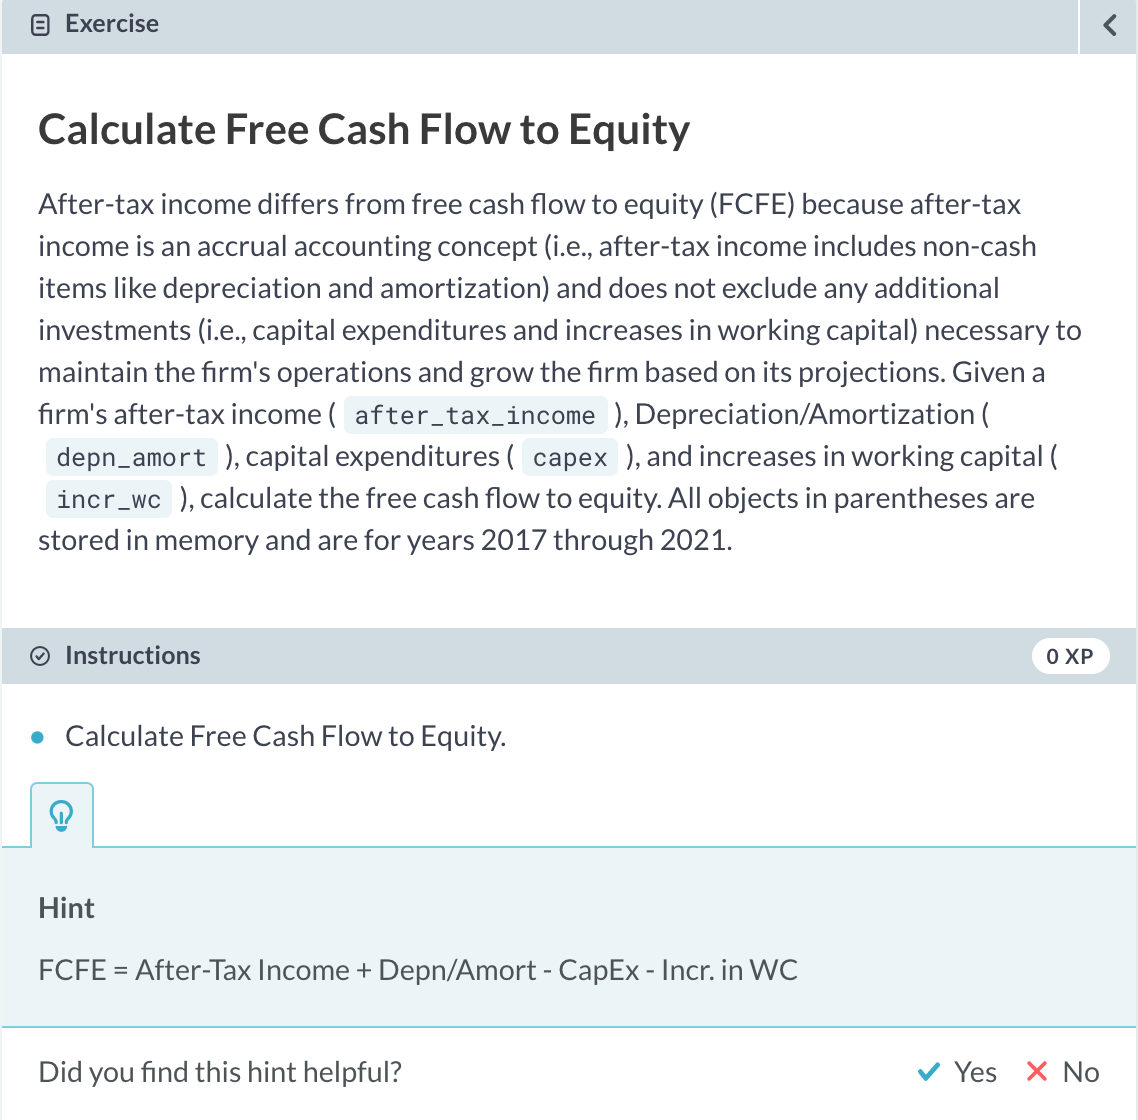 Exercise
Calculate Free Cash Flow to Equity
After-tax income differs from free cash flow to equity (FCFE) because after-tax
income is an accrual accounting concept (i.e., after-tax income includes non-cash
items like depreciation and amortization) and does not exclude any additional
investments (i.e., capital expenditures and increases in working capital) necessary to
maintain the firm's operations and grow the firm based on its projections. Given a
firm's after-tax income ( after_tax_income ), Depreciation/Amortization (
depn_amort ), capital expenditures ( capex ), and increases in working capital (
incr_wc ), calculate the free cash flow to equity. All objects in parentheses are
stored in memory and are for years 2017 through 2021.
Instructions 0 XP
Calculate Free Cash Flow to Equity.
Hint
FCFE = After-Tax Income + Depn/Amort - CapEx - Incr. in WC
Did you find this hint helpful? Yes No